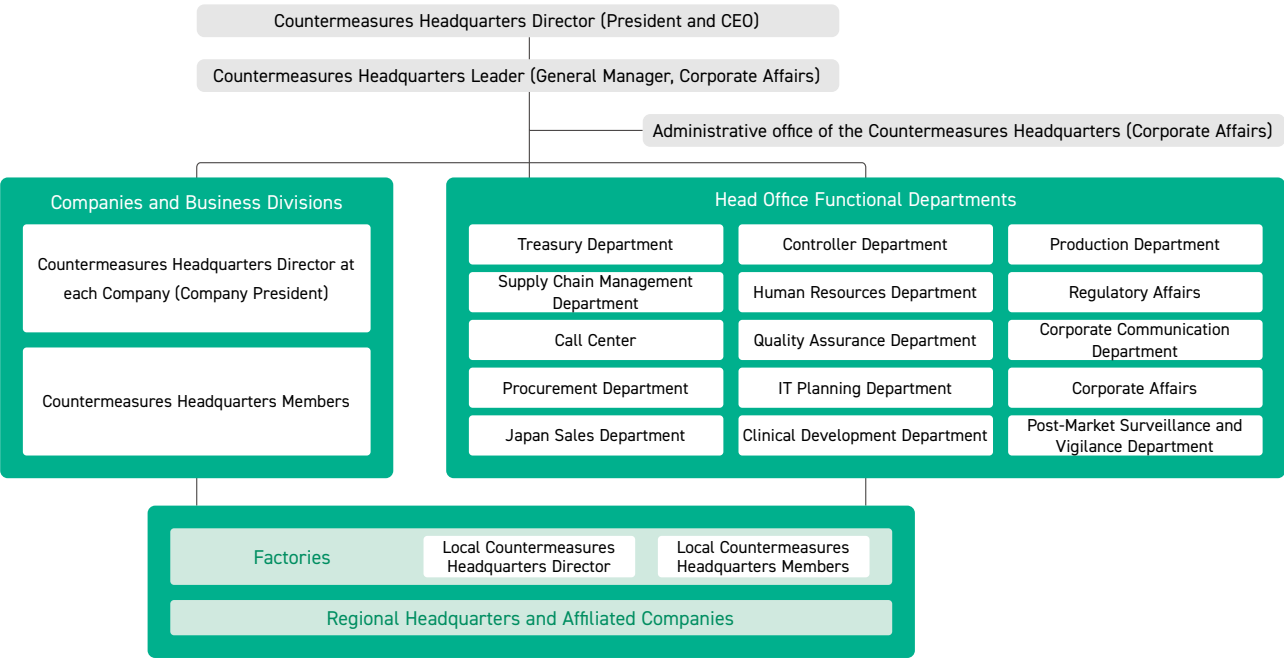 Countermeasures Headquarters Director (President and CEO)
Countermeasures Headquarters Leader (General Manager, Corporate Affairs)
Administrative office of the Countermeasures Headquarters (Corporate Affairs)
Companies and Business Divisions
Countermeasures Headquarters Director at
each Company (Company President)
Countermeasures Headquarters Members
Head Office Functional Departments
Treasury Department
Controller Department
Production Department
Supply Chain Management
Department
Human Resources Department
Regulatory Affairs
Call Center
Quality Assurance Department
Corporate Communication
Department
Procurement Department
IT Planning Department
Corporate Affairs
Japan Sales Department
Clinical Development Department
Post-Market Surveillance and
Vigilance Department
Factories
Local Countermeasures
Headquarters Director
Local Countermeasures
Headquarters Members
Regional Headquarters and Affiliated Companies